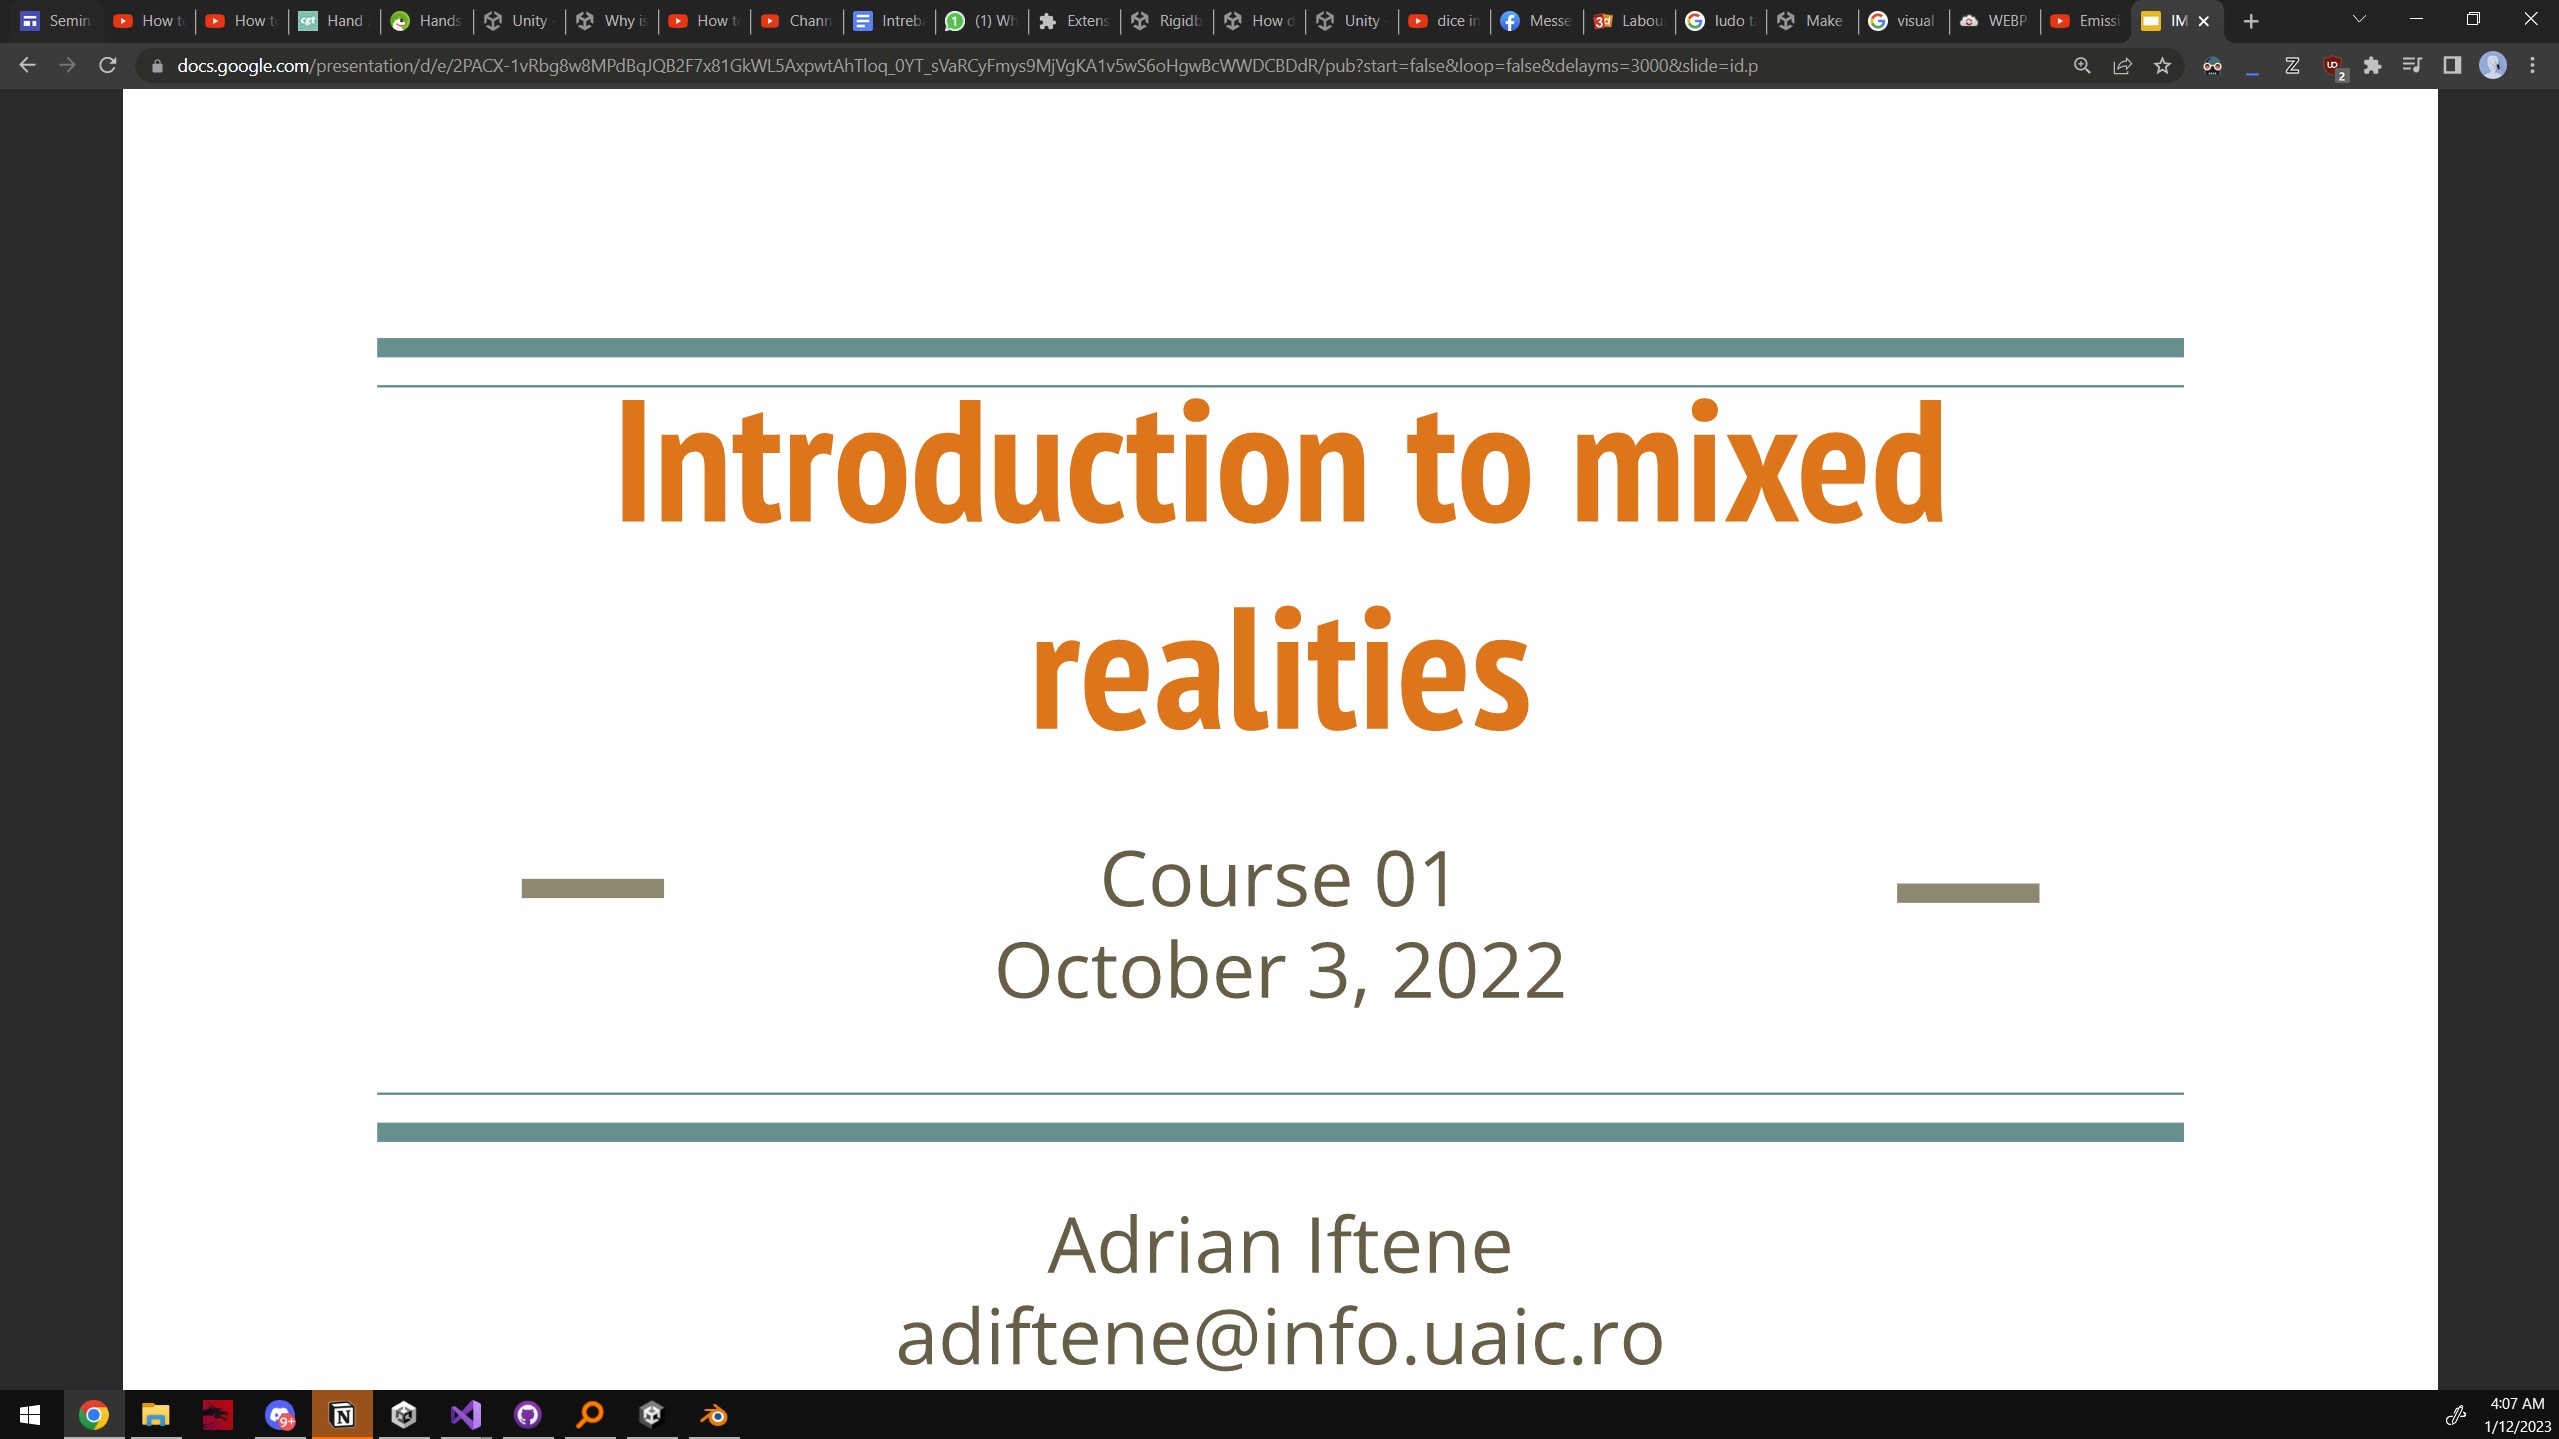 Semin
How t
How t
Hand
Hands
Unity
Why is
How t
Chann
Intreb
(1) Wh
Extens
Rigidb
How d
Unity
dice in
Messe
Labou
ludo t
Make
visual
WEBP
Emissi
IM
docs.google.com/presentation/d/e/2PACX-1vRbg8w8MPdBqJQB2F7x81GkWL5AxpwtAhTloq_0YT_sVaRCyFmys9MjVgKA1v5wS6oHgwBcWWDCBDdR/pub?start=false&loop=false&delayms=3000&slide=id.p
2
Introduction to mixed
realities
Course 01
October 3, 2022
Adrian Iftene
adiftene@info.uaic.ro
9+
4:07 AM
1/12/2023